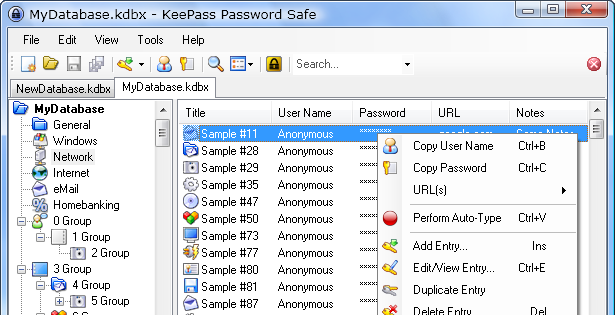 MyDatabase.kdbx - KeePass Password Safe
File Edit View Tools Help
Search...
NewDatabase.kdbx MyDatabase.kdbx
MyDatabase
General
Windows
Network
Internet
eMail
Homebanking
0 Group
1 Group
2 Group
3 Group
4 Group
5 Group
Title User Name Password URL Notes
Sample #11 Anonymous ******** google.com Some Notes
Sample #28 Anonymous
Sample #29 Anonymous
Sample #35 Anonymous
Sample #47 Anonymous
Sample #50 Anonymous
Sample #73 Anonymous
Sample #77 Anonymous
Sample #80 Anonymous
Sample #81 Anonymous
Sample #87 Anonymous
Copy User Name Ctrl+B
Copy Password Ctrl+C
URL(s)
Perform Auto-Type Ctrl+V
Add Entry... Ins
Edit/View Entry... Ctrl+E
Duplicate Entry
Delete Entry Del